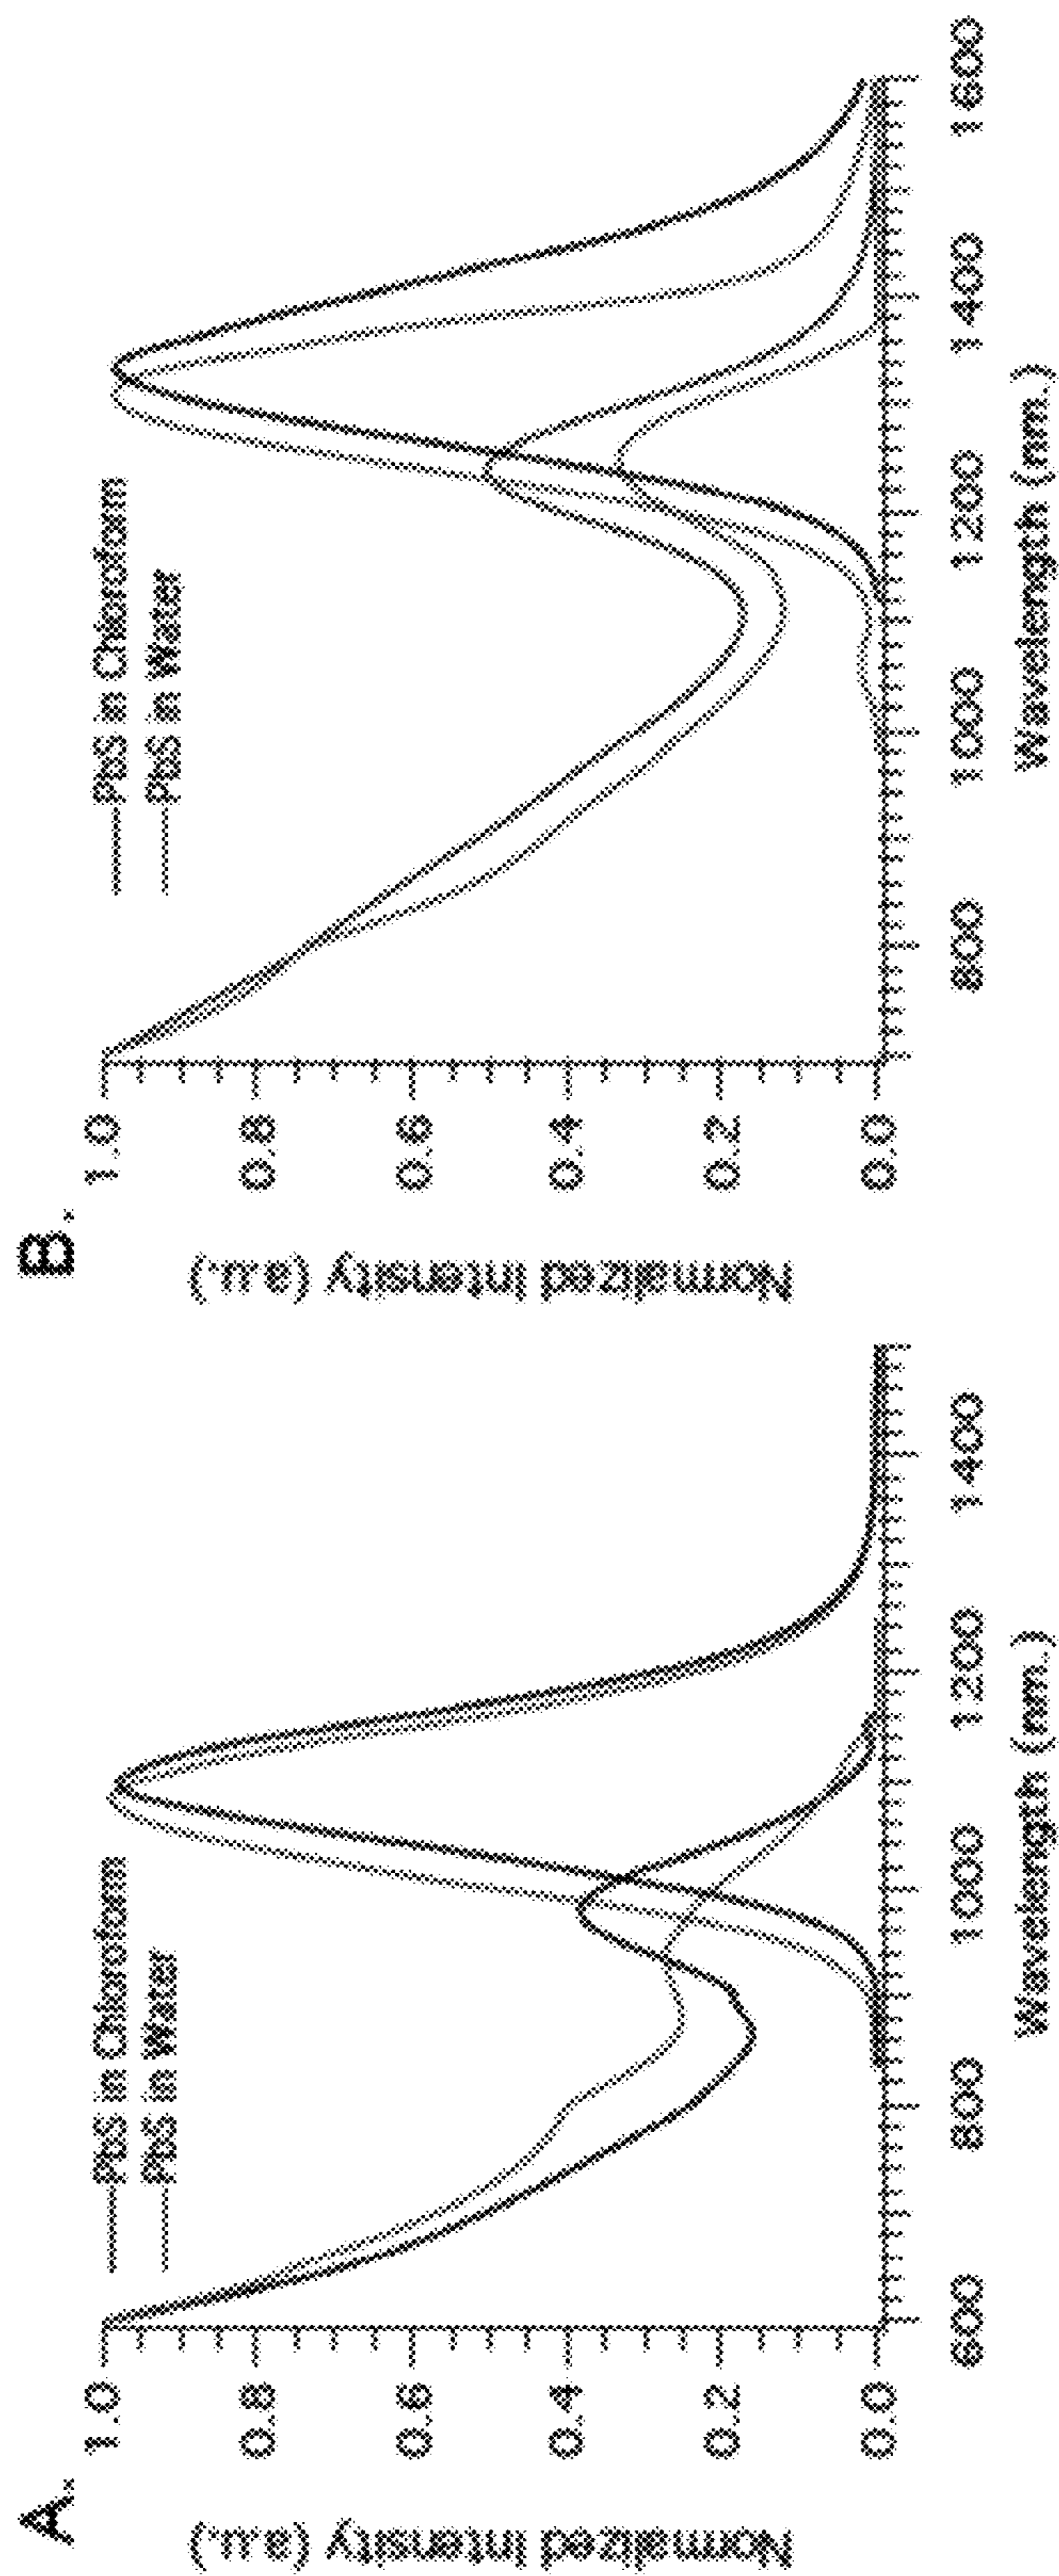 A.
Normalized Intensity (a.u.)
1.0
0.8
0.6
0.4
0.2
0.0
PbS in Chloroform
PbS in Water
600
800
1000
1200
1400
Wavelength (nm.)
B.
Normalized Intensity (a.u.)
1.0
0.8
0.6
0.4
0.2
0.0
PbS in Chloroform
PbS in Water
800
1000
1200
1400
1600
Wavelength (nm.)